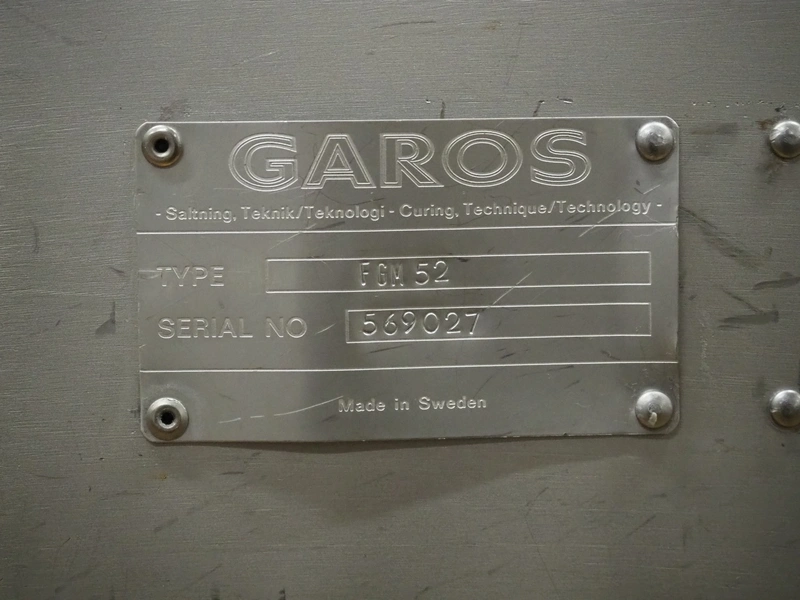 GAROS
- Saltning, Teknik/Teknologi - Curing, Technique/Technology -
TYPE FGM 52
SERIAL NO 569027
Made in Sweden